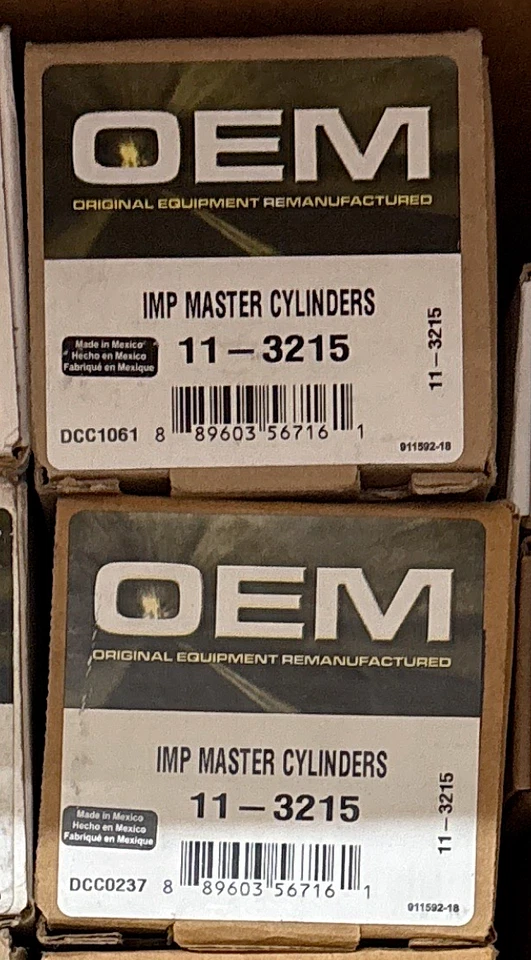 OEM
ORIGINAL EQUIPMENT REMANUFACTURED
IMP MASTER CYLINDERS
Made in Mexico
Hecho en Mexico
Fabriqué en Mexique
11-3215
11-3215
DCC1061
8 89603 56716 1
911592-18
OEM
ORIGINAL EQUIPMENT REMANUFACTURED
IMP MASTER CYLINDERS
Made in Mexico
Hecho en Mexico
Fabriqué en Mexique
11-3215
11-3215
DCC0237
8 89603 56716 1
911592-18